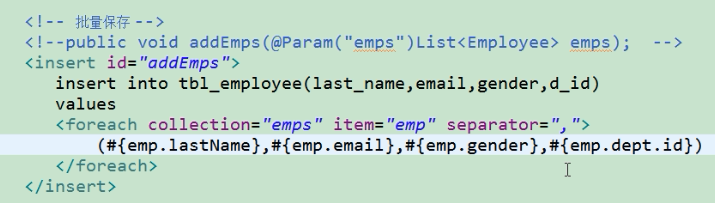 <!-- 批量保存 -->
<!--public void addEmps(@Param("emps")List<Employee> emps);  -->
<insert id="addEmps">
insert into tbl_employee(last_name,email,gender,d_id)
values
<foreach collection="emps" item="emp" separator=",">
(#{emp.lastName},#{emp.email},#{emp.gender},#{emp.dept.id})
</foreach>
</insert>